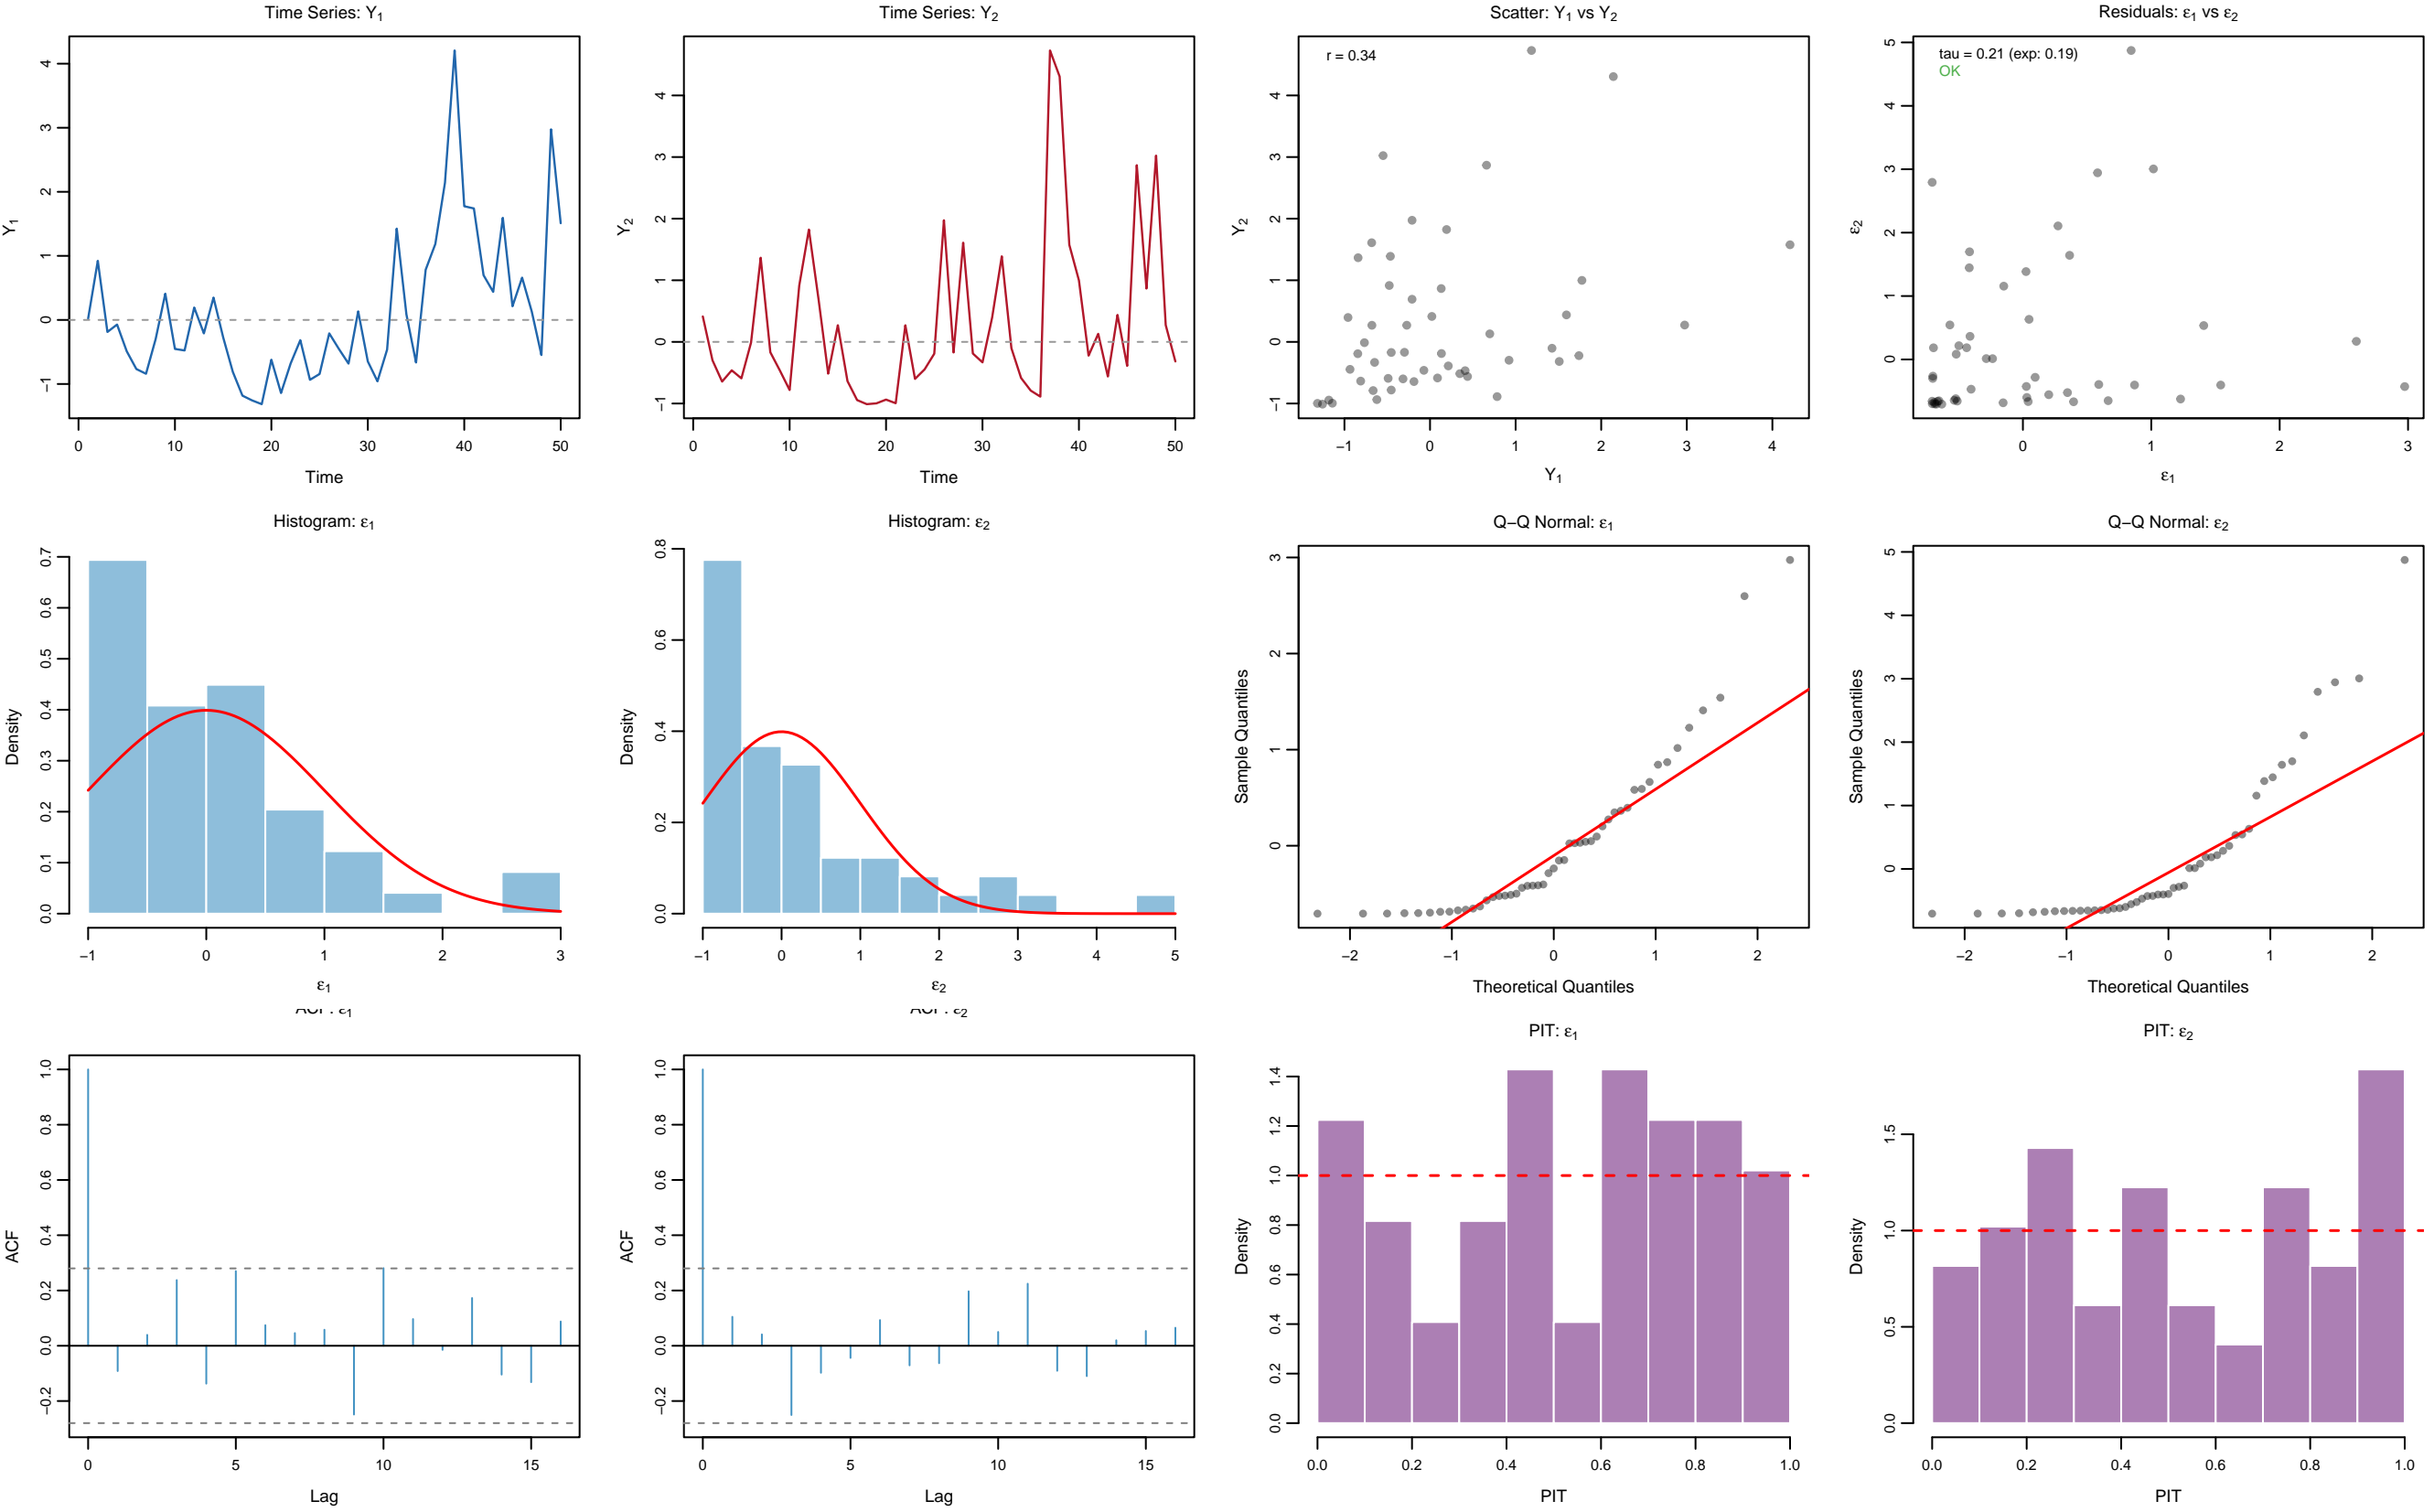 Time Series: Y1
Y1
4
3
2
1
0
−1
0 10 20 30 40 50
Time
Time Series: Y2
Y2
4
3
2
1
0
−1
0 10 20 30 40 50
Time
Scatter: Y1 vs Y2
r = 0.34
Y2
4
3
2
1
0
−1
−1 0 1 2 3 4
Y1
Residuals: ε1 vs ε2
tau = 0.21 (exp: 0.19)
OK
ε2
5
4
3
2
1
0
0 1 2 3
ε1
Histogram: ε1
Density
0.7
0.6
0.5
0.4
0.3
0.2
0.1
0.0
−1 0 1 2 3
ε1
Histogram: ε2
Density
0.8
0.6
0.4
0.2
0.0
−1 0 1 2 3 4 5
ε2
Q−Q Normal: ε1
Sample Quantiles
3
2
1
0
−2 −1 0 1 2
Theoretical Quantiles
Q−Q Normal: ε2
Sample Quantiles
5
4
3
2
1
0
−2 −1 0 1 2
Theoretical Quantiles
ACF: ε1
ACF
1.0
0.8
0.6
0.4
0.2
0.0
−0.2
0 5 10 15
Lag
ACF: ε2
ACF
1.0
0.8
0.6
0.4
0.2
0.0
−0.2
0 5 10 15
Lag
PIT: ε1
Density
1.4
1.2
1.0
0.8
0.6
0.4
0.2
0.0
0.0 0.2 0.4 0.6 0.8 1.0
PIT
PIT: ε2
Density
1.5
1.0
0.5
0.0
0.0 0.2 0.4 0.6 0.8 1.0
PIT